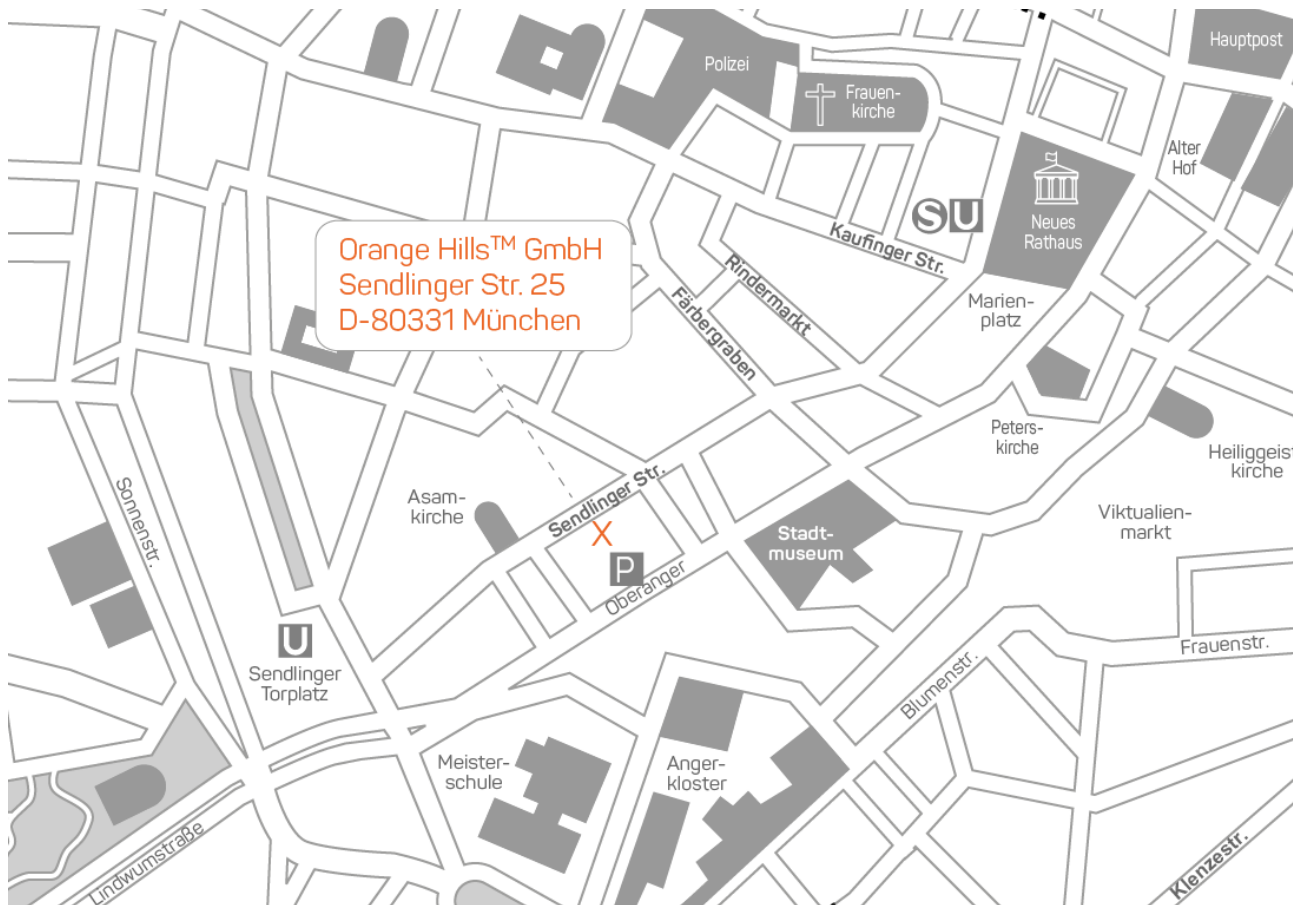 Hauptpost
Polizei
Frauen-
kirche
Alter
Hof
S U
Neues
Rathaus
Kaufinger Str.
Orange Hills™ GmbH
Sendlinger Str. 25
D-80331 München
Rindermarkt
Färbergraben
Marien-
platz
Peters-
kirche
Heiliggeist
kirche
Asam-
kirche
Sendlinger Str.
Sonnenstr.
X
P
Oberanger
Stadt-
museum
Viktualien-
markt
U
Sendlinger
Torplatz
Frauenstr.
Blumenstr.
Meister-
schule
Anger-
kloster
Lindwumstraße
Klenzestr.